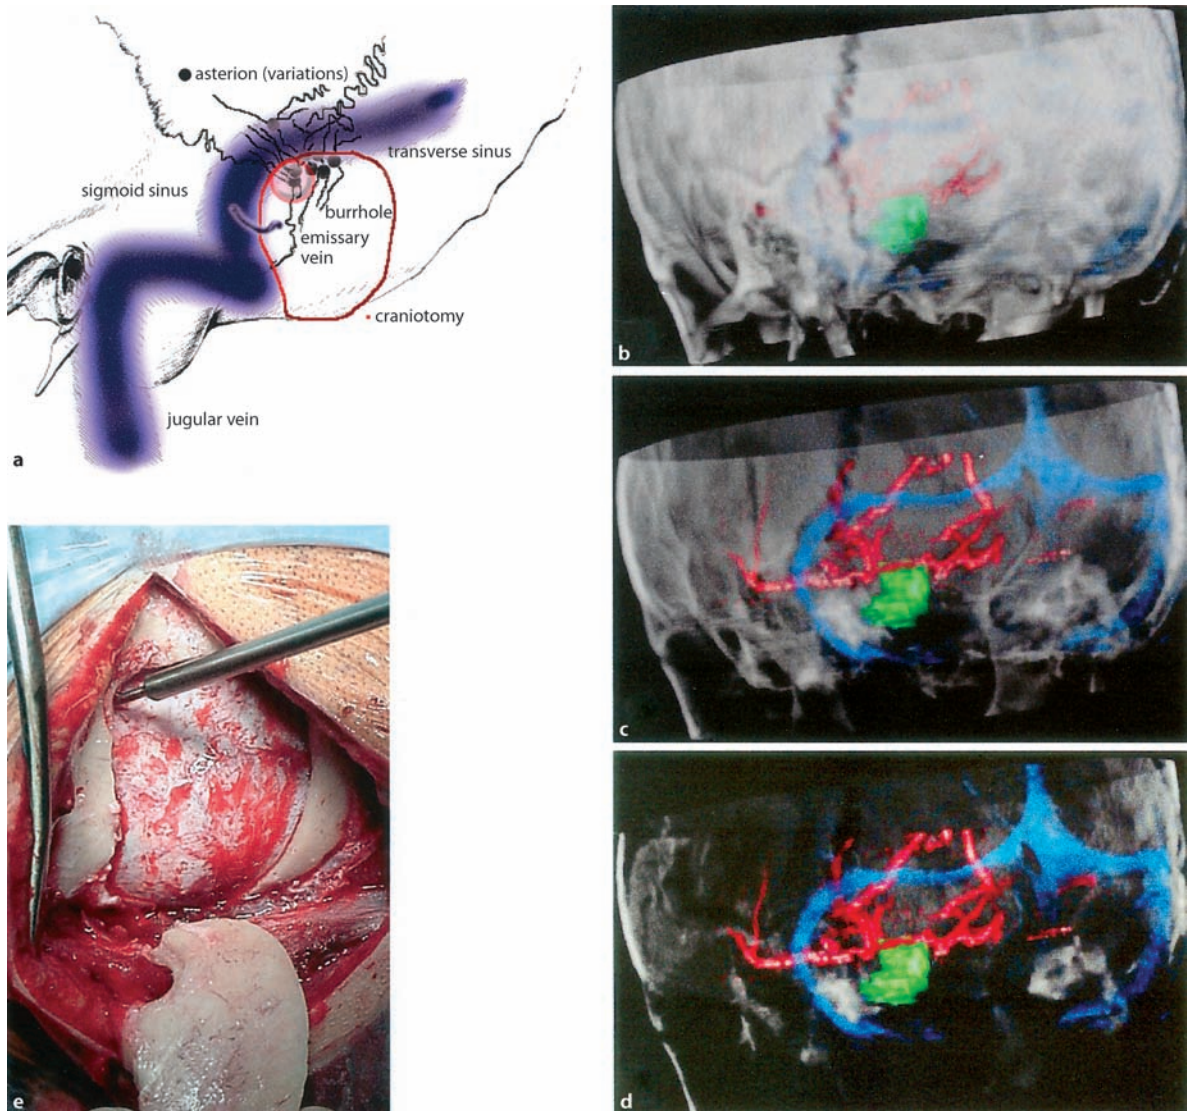 asterion (variations)
transverse sinus
sigmoid sinus
burrhole
emissary
vein
craniotomy
jugular vein
a
b
c
d
e